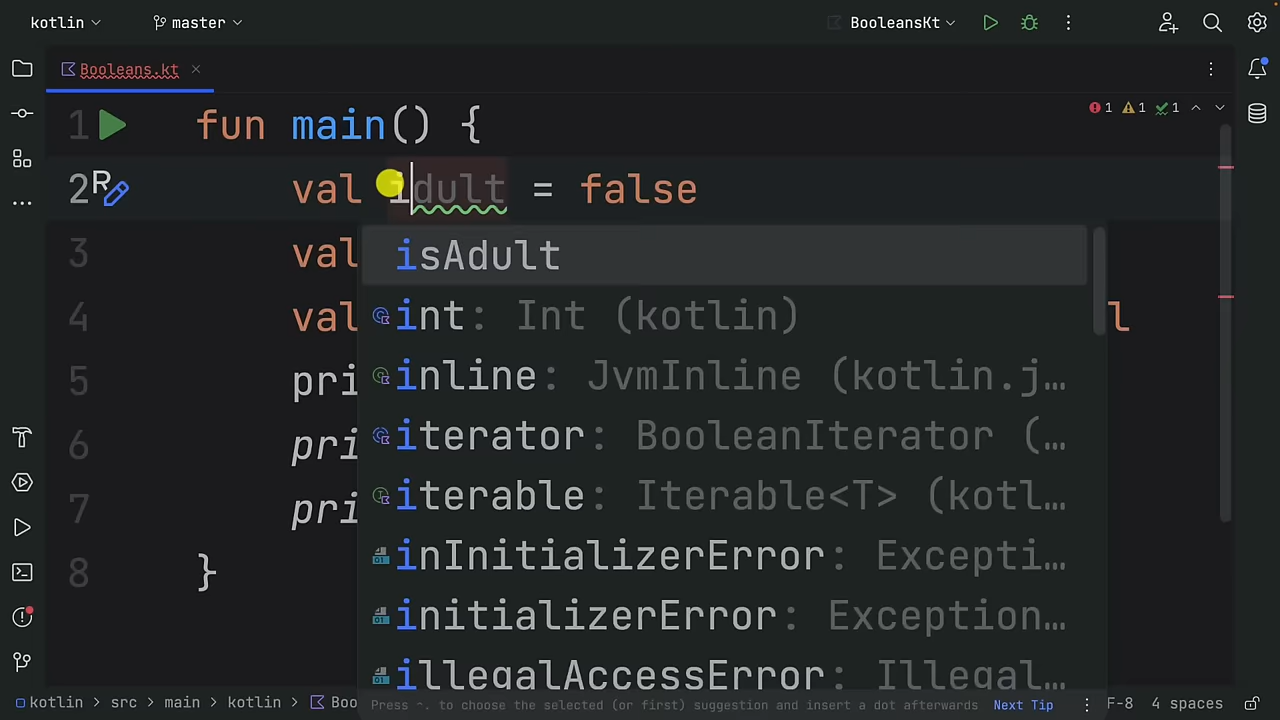 kotlin master BooleansKt
Booleans.kt
1 fun main() {
1 1 1
2 val idult = false
3 val
isAdult
4 val l
int: Int (kotlin)
5 pri
inline: JvmInline (kotlin.j…
6 pri
iterator: BooleanIterator (…
7 pri
iterable: Iterable<T> (kotl…
8 }
inInitializerError: Excepti…
initializerError: Exception…
illegalAccessError: Illegal…
Press ^. to choose the selected (or first) suggestion and insert a dot afterwards Next Tip
kotlin > src > main > kotlin > Boo F-8 4 spaces